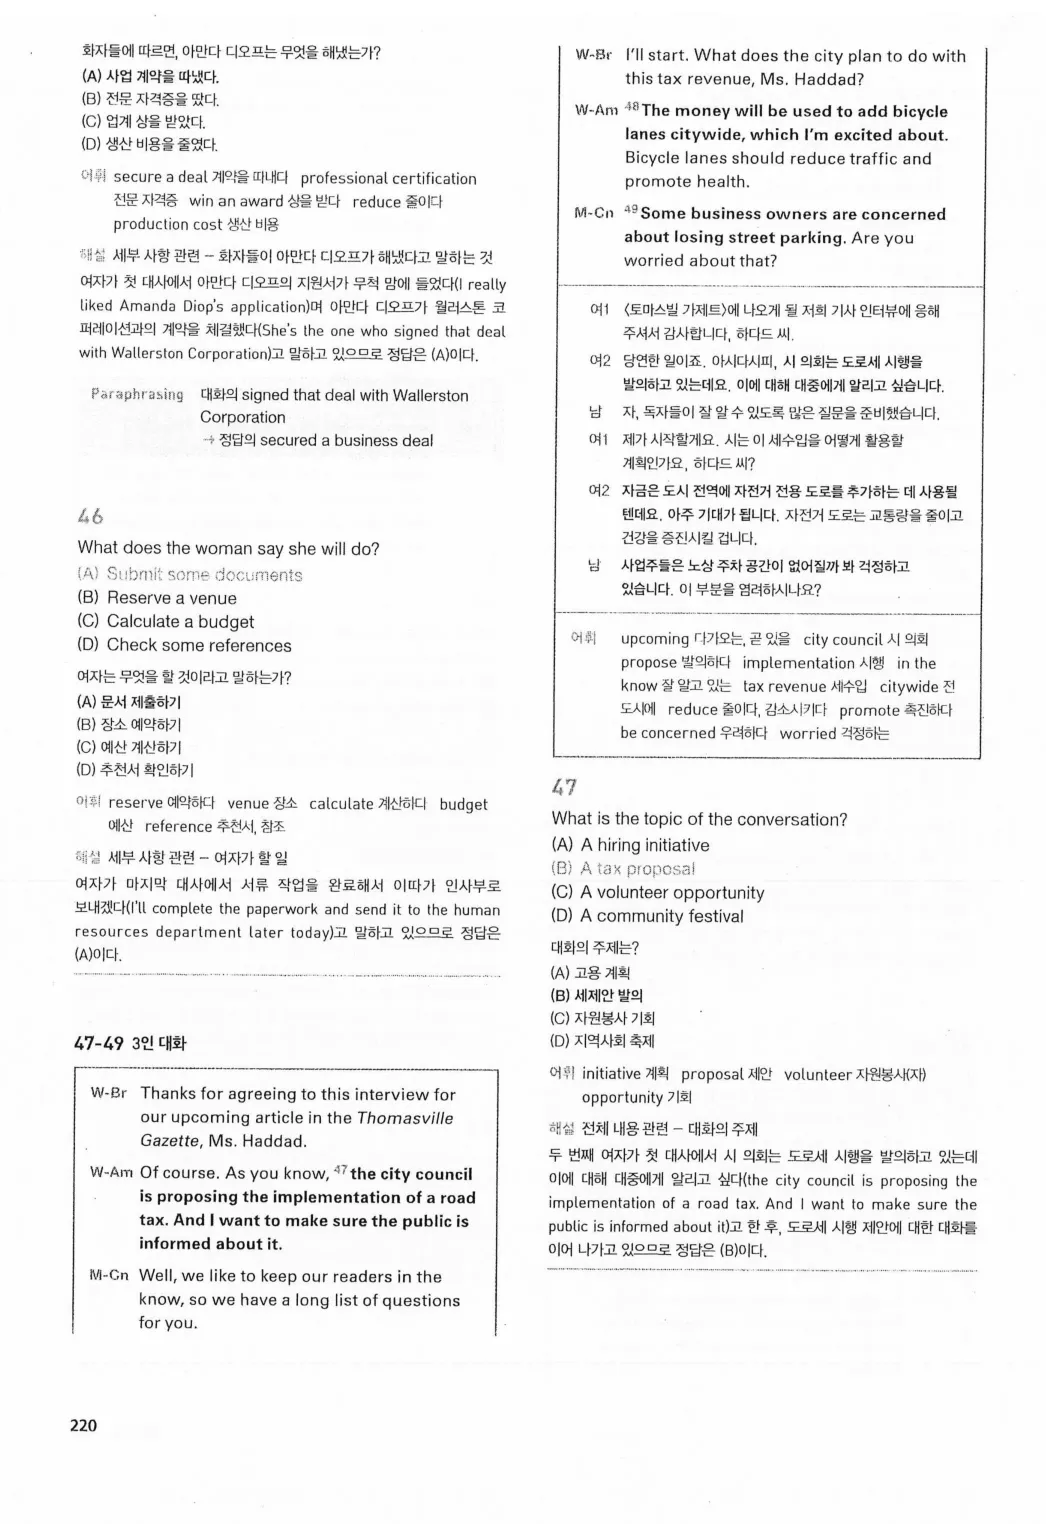 화자들에 따르면, 아만다 디오프는 무엇을 해냈는가?
(A) 사업 계약을 따냈다.
(B) 전문 자격증을 땄다.
(C) 업계 상을 받았다.
(D) 생산 비용을 줄였다.
어휘 secure a deal 계약을 따내다 professional certification
전문 자격증 win an award 상을 받다 reduce 줄이다
production cost 생산 비용
해설 세부 사항 관련 – 화자들이 아만다 디오프가 해냈다고 말하는 것
여자가 첫 대사에서 아만다 디오프의 지원서가 무척 맘에 들었다(I really
liked Amanda Diop's application)며 아만다 디오프가 월러스톤 코
퍼레이션과의 계약을 체결했다(She's the one who signed that deal
with Wallerston Corporation)고 말하고 있으므로 정답은 (A)이다.
Paraphrasing 대화의 signed that deal with Wallerston
Corporation
→ 정답의 secured a business deal
46
What does the woman say she will do?
(A) Submit some documents
(B) Reserve a venue
(C) Calculate a budget
(D) Check some references
여자는 무엇을 할 것이라고 말하는가?
(A) 문서 제출하기
(B) 장소 예약하기
(C) 예산 계산하기
(D) 추천서 확인하기
어휘 reserve 예약하다 venue 장소 calculate 계산하다 budget
예산 reference 추천서, 참조
해설 세부 사항 관련 – 여자가 할 일
여자가 마지막 대사에서 서류 작업을 완료해서 이따가 인사부로
보내겠다(I'll complete the paperwork and send it to the human
resources department later today)고 말하고 있으므로 정답은
(A)이다.
47-49 3인 대화
W-Br Thanks for agreeing to this interview for
our upcoming article in the Thomasville
Gazette, Ms. Haddad.
W-Am Of course. As you know, 47 the city council
is proposing the implementation of a road
tax. And I want to make sure the public is
informed about it.
M-Cn Well, we like to keep our readers in the
know, so we have a long list of questions
for you.
W-Br I'll start. What does the city plan to do with
this tax revenue, Ms. Haddad?
W-Am 48 The money will be used to add bicycle
lanes citywide, which I'm excited about.
Bicycle lanes should reduce traffic and
promote health.
M-Cn 49 Some business owners are concerned
about losing street parking. Are you
worried about that?
여1 〈토마스빌 가제트〉에 나오게 될 저희 기사 인터뷰에 응해
주셔서 감사합니다, 하다드 씨.
여2 당연한 일이죠. 아시다시피, 시 의회는 도로세 시행을
발의하고 있는데요. 이에 대해 대중에게 알리고 싶습니다.
남 자, 독자들이 잘 알 수 있도록 많은 질문을 준비했습니다.
여1 제가 시작할게요. 시는 이 세수입을 어떻게 활용할
계획인가요, 하다드 씨?
여2 자금은 도시 전역에 자전거 전용 도로를 추가하는 데 사용될
텐데요. 아주 기대가 됩니다. 자전거 도로는 교통량을 줄이고
건강을 증진시킬 겁니다.
남 사업주들은 노상 주차 공간이 없어질까 봐 걱정하고
있습니다. 이 부분을 염려하시나요?
어휘 upcoming 다가오는, 곧 있을 city council 시 의회
propose 발의하다 implementation 시행 in the
know 잘 알고 있는 tax revenue 세수입 citywide 전
도시에 reduce 줄이다, 감소시키다 promote 촉진하다
be concerned 우려하다 worried 걱정하는
47
What is the topic of the conversation?
(A) A hiring initiative
(B) A tax proposal
(C) A volunteer opportunity
(D) A community festival
대화의 주제는?
(A) 고용 계획
(B) 세제안 발의
(C) 자원봉사 기회
(D) 지역사회 축제
어휘 initiative 계획 proposal 제안 volunteer 자원봉사(자)
opportunity 기회
해설 전체 내용 관련 – 대화의 주제
두 번째 여자가 첫 대사에서 시 의회는 도로세 시행을 발의하고 있는데
이에 대해 대중에게 알리고 싶다(the city council is proposing the
implementation of a road tax. And I want to make sure the
public is informed about it)고 한 후, 도로세 시행 제안에 대한 대화를
이어 나가고 있으므로 정답은 (B)이다.
220